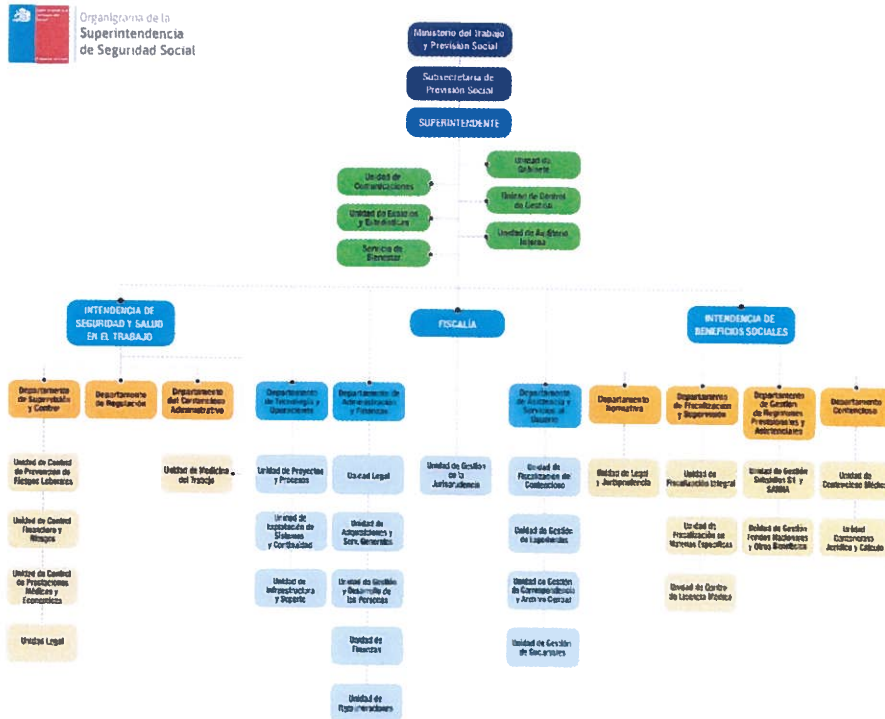 Organigrama de la
Superintendencia
de Seguridad Social
Ministerio del Trabajo
y Previsión Social
Subsecretaría de
Previsión Social
SUPERINTENDENTE
Unidad de
Comunicaciones
Unidad de Estudios
y Estadísticas
Servicio de
Bienestar
Unidad de
Gabinete
Unidad de Control
de Gestión
Unidad de Auditoría
Interna
INTENDENCIA DE
SEGURIDAD Y SALUD
EN EL TRABAJO
FISCALÍA
INTENDENCIA DE
BENEFICIOS SOCIALES
Departamento
de Supervisión
y Control
Departamento
de Regulación
Departamento
del Contencioso
Administrativo
Departamento
de Tecnología y
Operaciones
Departamento de
Administración
y Finanzas
Departamento
de Asistencia y
Servicios al
Usuario
Departamento
Normativo
Departamento
de Fiscalización
y Supervisión
Departamento
de Gestión
de Regímenes
Previsionales y
Asistenciales
Departamento
Contencioso
Unidad de Control
de Prevención de
Riesgos Laborales
Unidad de Control
Financiero y
Riesgos
Unidad de Control
de Prestaciones
Médicas y
Económicas
Unidad Legal
Unidad de Medicina
del Trabajo
Unidad de Proyectos
y Procesos
Unidad de
Explotación de
Sistemas
y Continuidad
Unidad de
Infraestructura
y Soporte
Unidad Legal
Unidad de
Adquisiciones y
Serv. Generales
Unidad de Gestión
y Desarrollo de
las Personas
Unidad de
Finanzas
Unidad de
Remuneraciones
Unidad de Gestión
de la
Jurisprudencia
Unidad de
Fiscalización de
Contencioso
Unidad de Gestión
de Expedientes
Unidad de Gestión
de Correspondencia
y Archivo Central
Unidad de Gestión
de Sucursales
Unidad de Legal
y Jurisprudencia
Unidad de
Fiscalización Integral
Unidad de
Fiscalización de
Materias Específicas
Unidad de Control
de Licencia Médica
Unidad de Gestión
Subsidios SIL y
SANNA
Unidad de Gestión
Fondos Nacionales
y Otros Beneficios
Unidad de
Contencioso Médico
Unidad
Contencioso
Jurídico y Cálculo